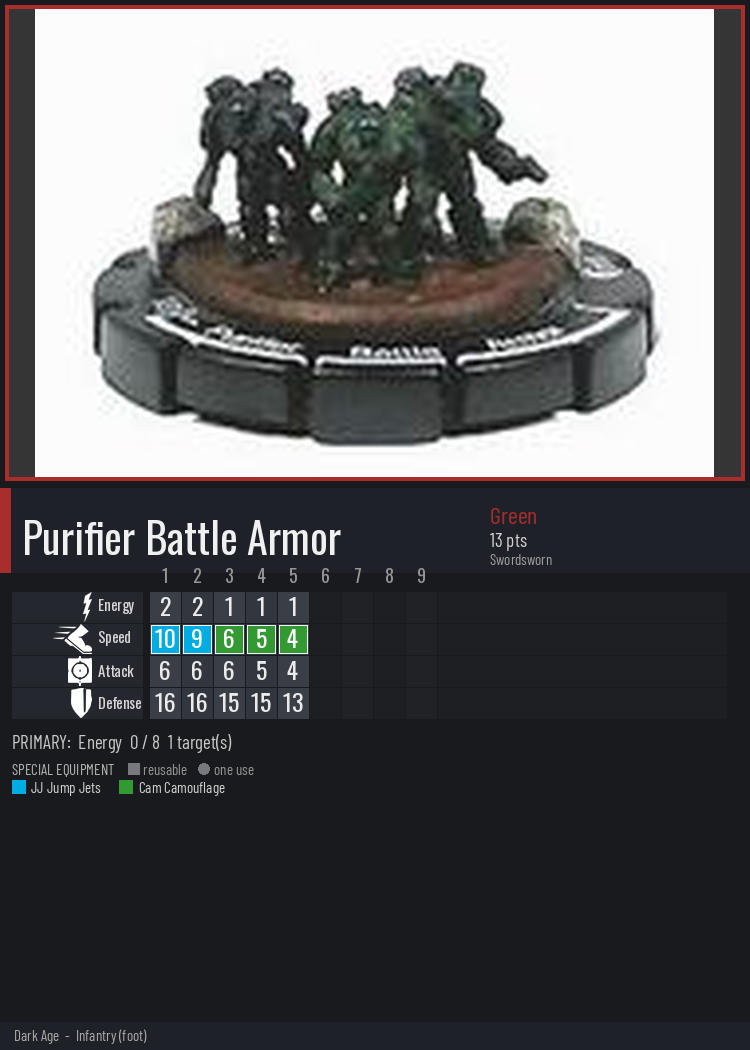 Purifier Battle Armor
Green
13 pts
Swordsworn
1 2 3 4 5 6 7 8 9
Energy 2 2 1 1 1
Speed 10 9 6 5 4
Attack 6 6 6 5 4
Defense 16 16 15 15 13
PRIMARY: Energy 0 / 8 1 target(s)
SPECIAL EQUIPMENT reusable one use
JJ Jump Jets Cam Camouflage
Dark Age - Infantry (foot)